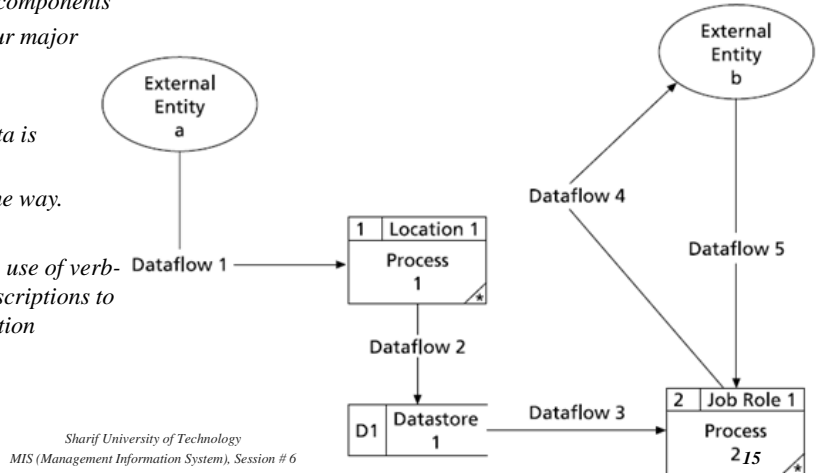 components
ur major
ta is
ne way.
use of verb-
scriptions to
tion
External
Entity
a
External
Entity
b
Dataflow 1
1 Location 1
Process
1
*
Dataflow 2
D1 Datastore
1
Dataflow 3
Dataflow 4
Dataflow 5
2 Job Role 1
Process
2
*
Sharif University of Technology
MIS (Management Information System), Session # 6
15